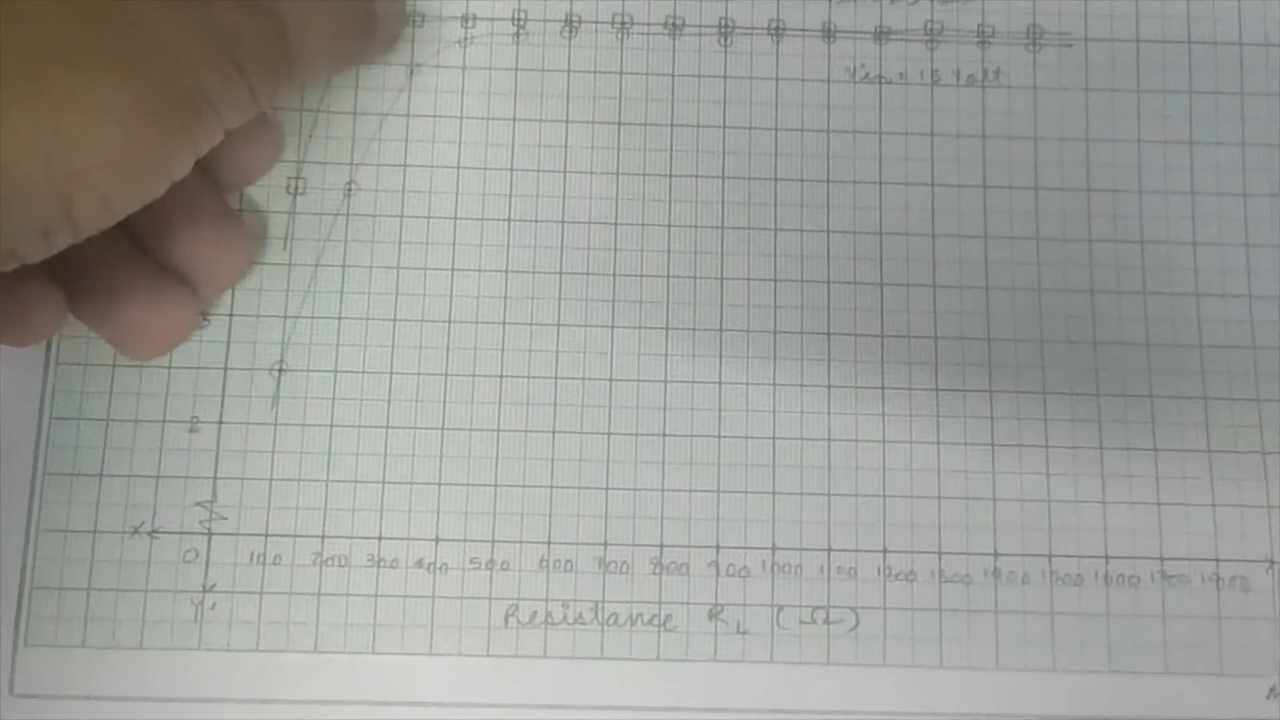 Vin = 15 Volt
3
2
X
0 100 200 300 400 500 600 700 800 900 1000 1100 1200 1300 1400 1500 1600 1700 1800
Y'
Resistance RL (Ω)